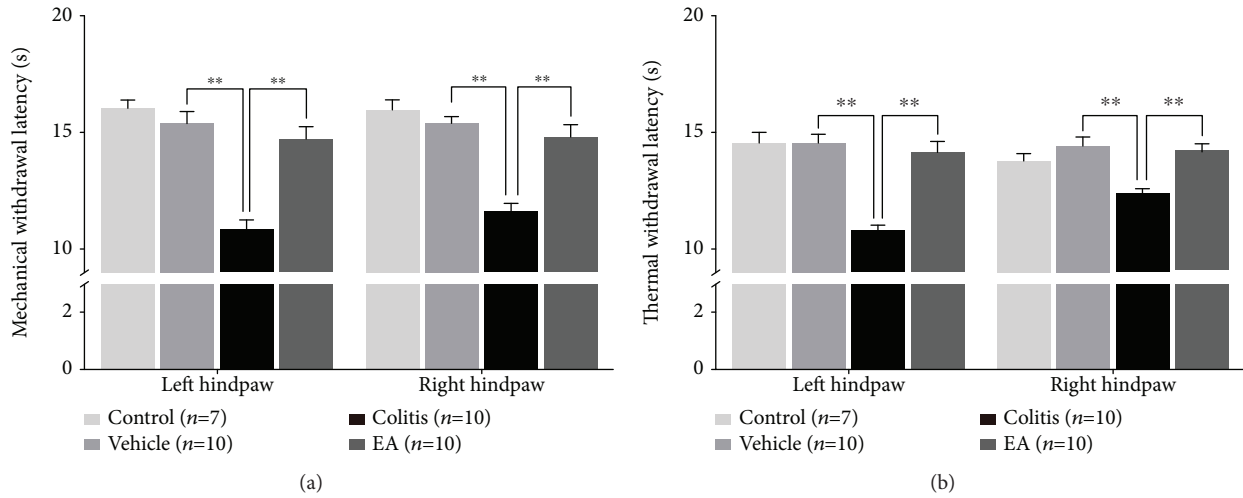 Mechanical withdrawal latency (s)
20
15
10
2
0
**
**
**
**
Left hindpaw
Right hindpaw
Control (n=7)
Colitis (n=10)
Vehicle (n=10)
EA (n=10)
(a)
Thermal withdrawal latency (s)
20
15
10
2
0
**
**
**
**
Left hindpaw
Right hindpaw
Control (n=7)
Colitis (n=10)
Vehicle (n=10)
EA (n=10)
(b)